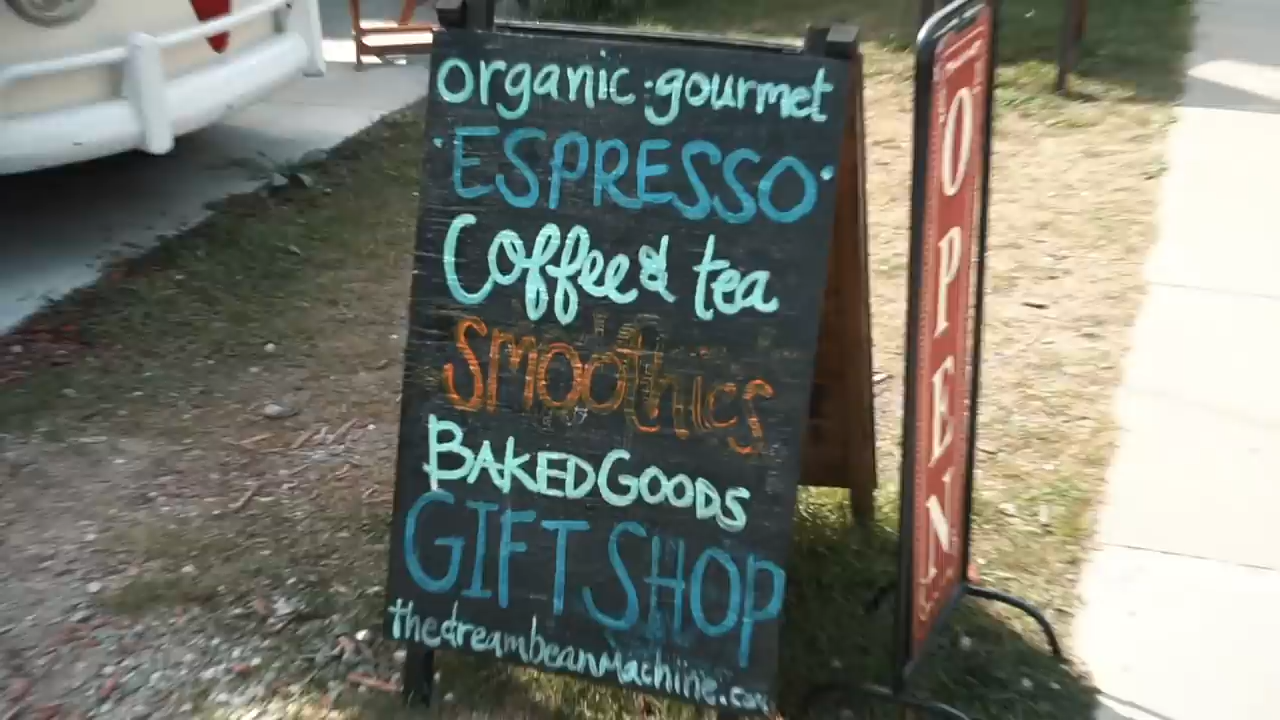 organic·gourmet
·ESPRESSO·
Coffee & tea
Smoothies
BAKED GOODS
GIFT SHOP
thedreambeanmachine.com
OPEN